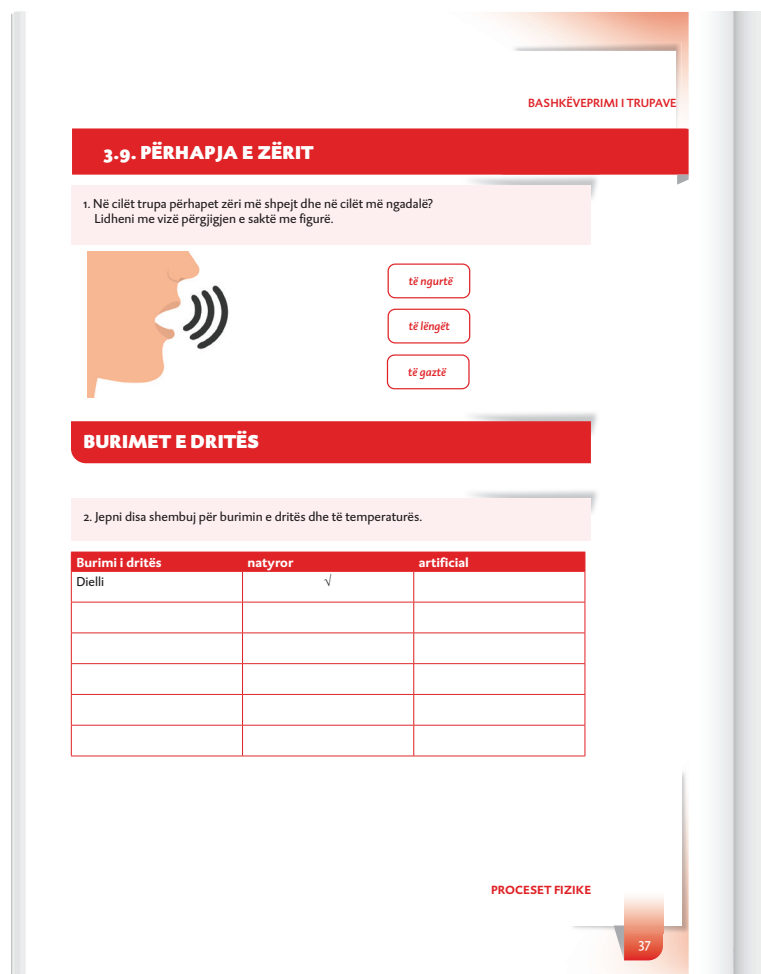 BASHKËVEPRIMI I TRUPAVE
3.9. PËRHAPJA E ZËRIT
1. Në cilët trupa përhapet zëri më shpejt dhe në cilët më ngadalë?
Lidheni me vizë përgjigjen e saktë me figurë.
të ngurtë
të lëngët
të gaztë
BURIMET E DRITËS
2. Jepni disa shembuj për burimin e dritës dhe të temperaturës.
Burimi i dritës natyror artificial
Dielli √
PROCESET FIZIKE
37